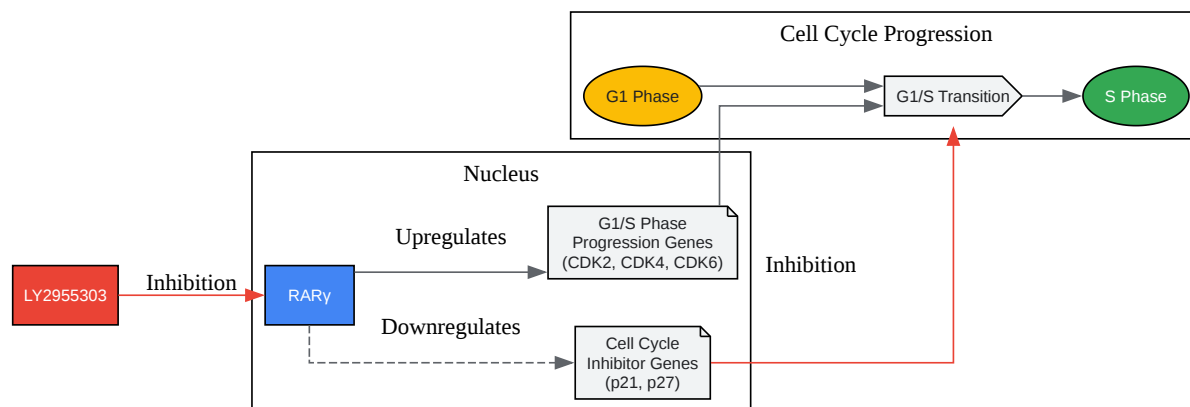 Cell Cycle Progression
G1 Phase
G1/S Transition
S Phase
Nucleus
G1/S Phase
Progression Genes
(CDK2, CDK4, CDK6)
Upregulates
Inhibition
LY2955303
Inhibition
RARγ
Downregulates
Cell Cycle
Inhibitor Genes
(p21, p27)